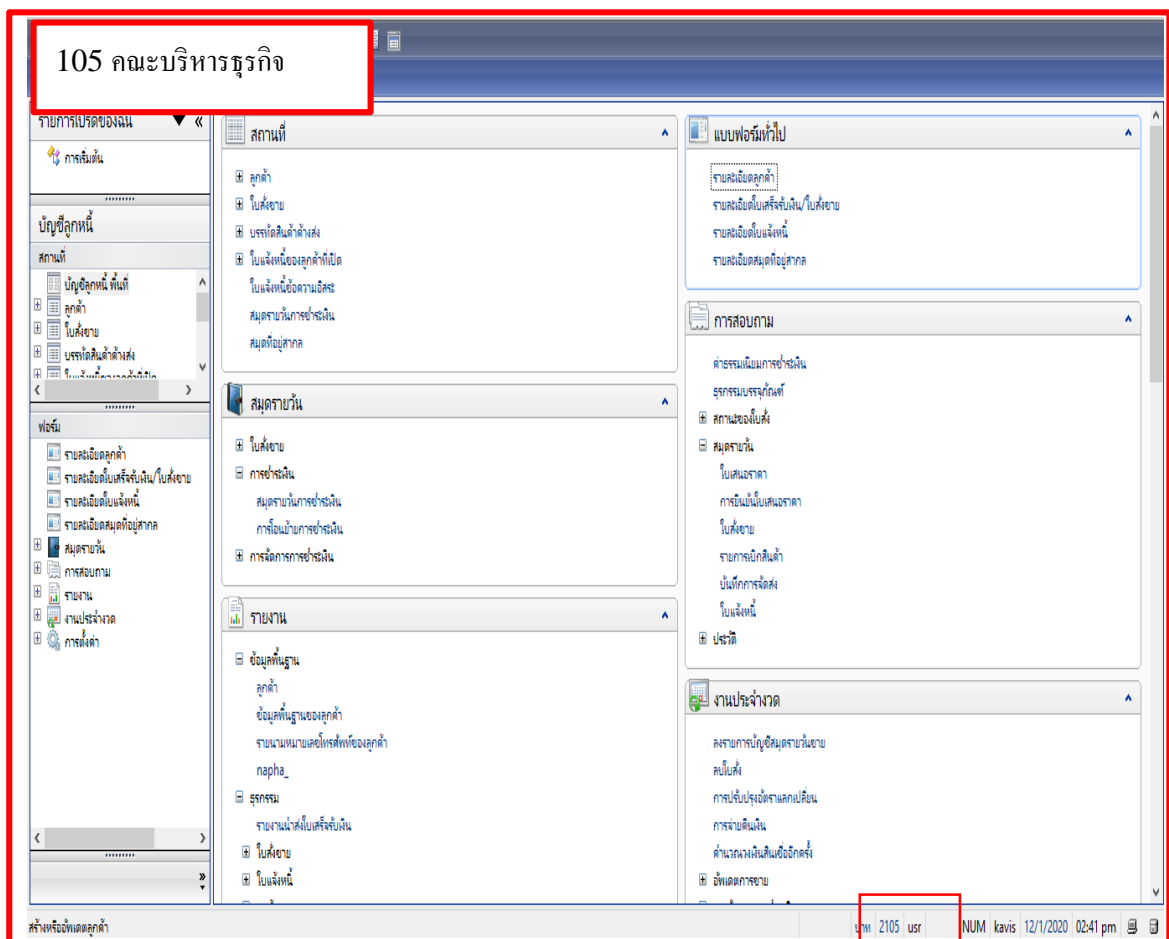 105 คณะบริหารธุรกิจ
รายการโปรดของฉัน
การเริ่มต้น
บัญชีลูกหนี้
สถานที่
บัญชีลูกหนี้ พื้นที่
ลูกค้า
ใบสั่งขาย
บรรทัดสินค้าค้างส่ง
ใบแจ้งหนี้ของลูกค้าที่เปิด
ฟอร์ม
รายละเอียดลูกค้า
รายละเอียดใบเสร็จรับเงิน/ใบสั่งขาย
รายละเอียดใบแจ้งหนี้
รายละเอียดสมุดที่อยู่สากล
สมุดรายวัน
การสอบถาม
รายงาน
งานประจำงวด
การตั้งค่า
สถานที่
ลูกค้า
ใบสั่งขาย
บรรทัดสินค้าค้างส่ง
ใบแจ้งหนี้ของลูกค้าที่เปิด
ใบแจ้งหนี้ข้อความอิสระ
สมุดรายวันการชำระเงิน
สมุดที่อยู่สากล
สมุดรายวัน
ใบสั่งขาย
การชำระเงิน
สมุดรายวันการชำระเงิน
การโอนย้ายการชำระเงิน
การจัดการการชำระเงิน
รายงาน
ข้อมูลพื้นฐาน
ลูกค้า
ข้อมูลพื้นฐานของลูกค้า
รายนามหมายเลขโทรศัพท์ของลูกค้า
napha_
ธุรกรรม
รายงานนำส่งใบเสร็จรับเงิน
ใบสั่งขาย
ใบแจ้งหนี้
แบบฟอร์มทั่วไป
รายละเอียดลูกค้า
รายละเอียดใบเสร็จรับเงิน/ใบสั่งขาย
รายละเอียดใบแจ้งหนี้
รายละเอียดสมุดที่อยู่สากล
การสอบถาม
ค่าธรรมเนียมการชำระเงิน
ธุรกรรมบรรจุภัณฑ์
สถานะของใบสั่ง
สมุดรายวัน
ใบเสนอราคา
การยืนยันใบเสนอราคา
ใบสั่งขาย
รายการเบิกสินค้า
บันทึกการจัดส่ง
ใบแจ้งหนี้
ประวัติ
งานประจำงวด
ลงรายการบัญชีสมุดรายวันขาย
ลบใบสั่ง
การปรับปรุงอัตราแลกเปลี่ยน
การจ่ายคืนเงิน
คำนวณวงเงินสินเชื่ออีกครั้ง
อัพเดตการขาย
สร้างหรืออัพเดตลูกค้า
บาท 2105 usr NUM kavis 12/1/2020 02:41 pm